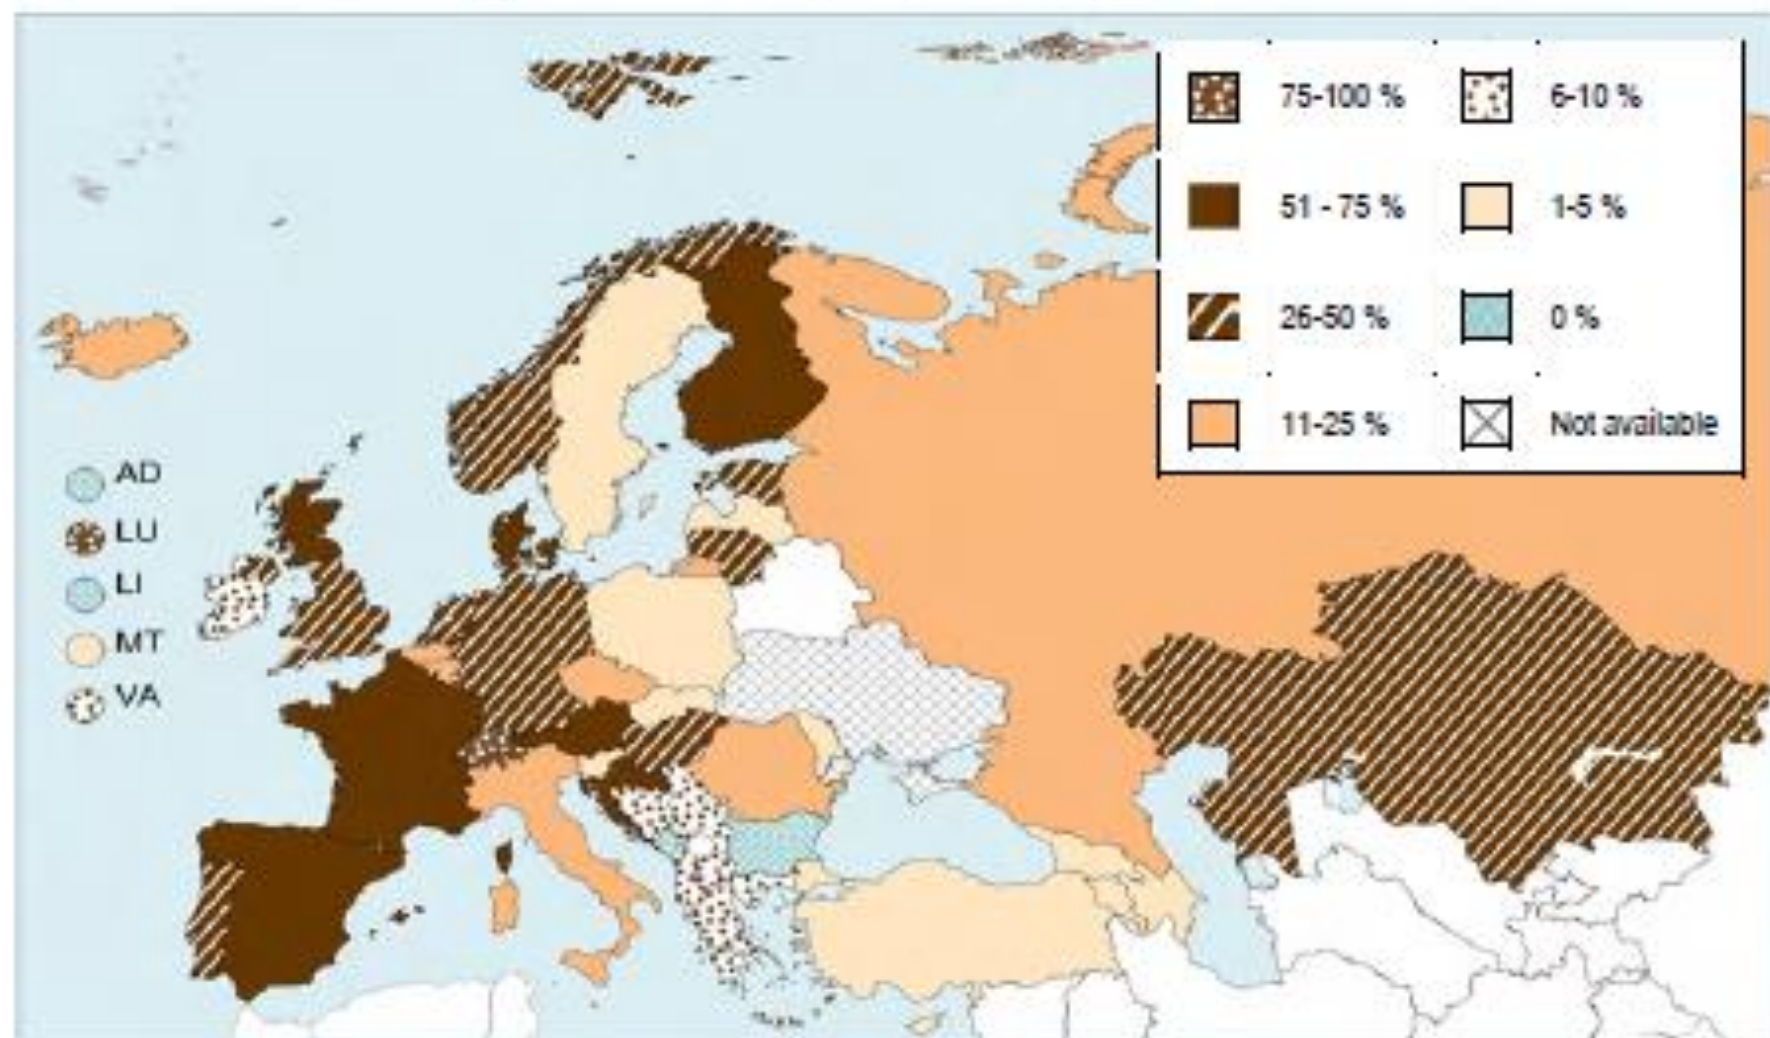 75-100 %
6-10 %
51 - 75 %
1-5 %
26-50 %
0 %
11-25 %
Not available
AD
LU
LI
MT
VA